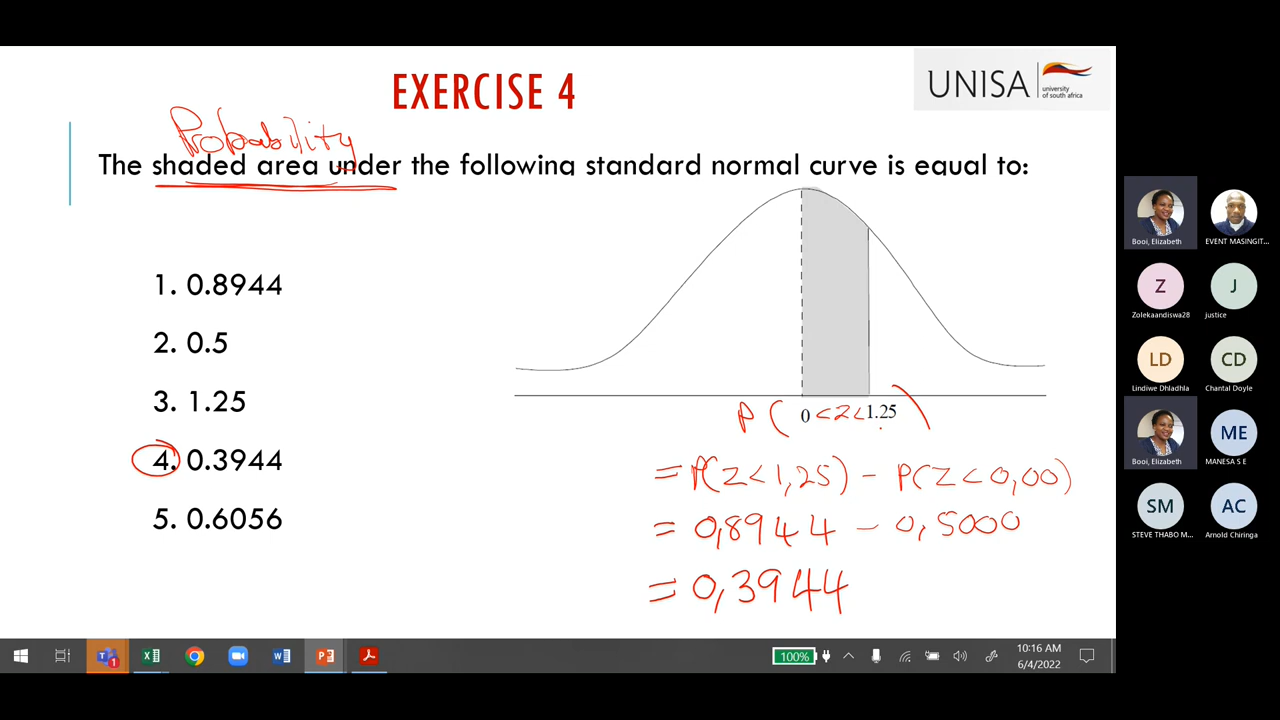 EXERCISE 4
UNISA
university
of south africa
Probability
The shaded area under the following standard normal curve is equal to:
1. 0.8944
2. 0.5
3. 1.25
4. 0.3944
5. 0.6056
P ( 0 <Z< 1.25 )
= P(Z<1,25) - P(Z<0,00)
= 0,8944 - 0,5000
= 0,3944
Booi, Elizabeth
EVENT MASINGIT...
Z
J
Zolekaandiswa28
justice
LD
CD
Lindiwe Dhladhla
Chantal Doyle
ME
Booi, Elizabeth
MANESA S E
SM
AC
STEVE THABO M...
Arnold Chiringa
1
100%
10:16 AM
6/4/2022